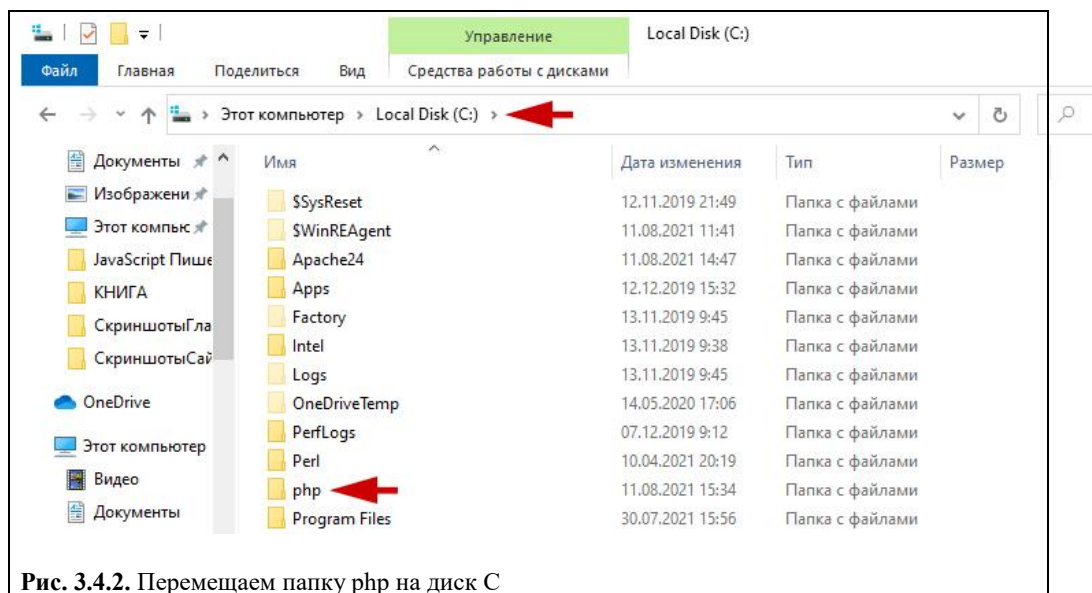 Управление Local Disk (C:)
Файл Главная Поделиться Вид Средства работы с дисками
Этот компьютер > Local Disk (C:) >
Имя Дата изменения Тип Размер
Документы
Изображени
Этот компьс
JavaScript Пише
КНИГА
СкриншотыГла
СкриншотыСай
OneDrive
Этот компьютер
Видео
Документы
$SysReset 12.11.2019 21:49 Папка с файлами
$WinREAgent 11.08.2021 11:41 Папка с файлами
Apache24 11.08.2021 14:47 Папка с файлами
Apps 12.12.2019 15:32 Папка с файлами
Factory 13.11.2019 9:45 Папка с файлами
Intel 13.11.2019 9:38 Папка с файлами
Logs 13.11.2019 9:45 Папка с файлами
OneDriveTemp 14.05.2020 17:06 Папка с файлами
PerfLogs 07.12.2019 9:12 Папка с файлами
Perl 10.04.2021 20:19 Папка с файлами
php 11.08.2021 15:34 Папка с файлами
Program Files 30.07.2021 15:56 Папка с файлами
Рис. 3.4.2. Перемещаем папку php на диск C